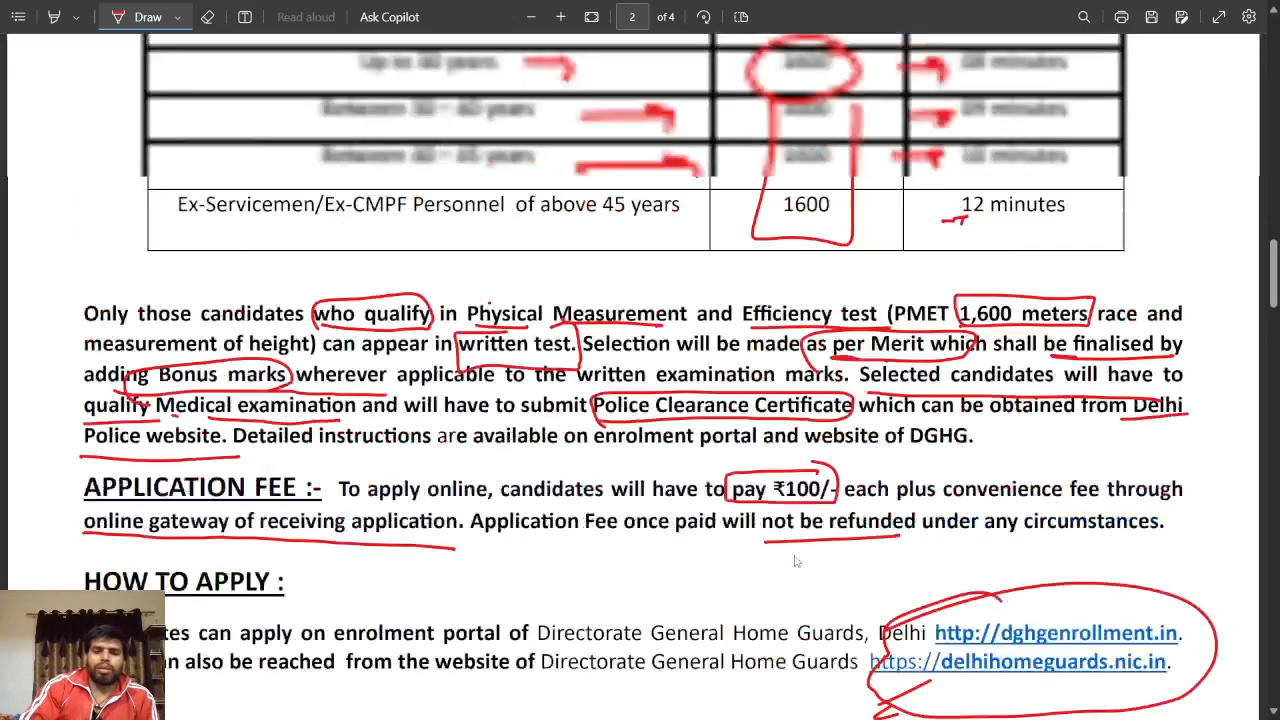 Draw
Read aloud
Ask Copilot
2
of 4
Ex-Servicemen/Ex-CMPF Personnel of above 45 years 1600 12 minutes
Only those candidates who qualify in Physical Measurement and Efficiency test (PMET 1,600 meters race and
measurement of height) can appear in written test. Selection will be made as per Merit which shall be finalised by
adding Bonus marks wherever applicable to the written examination marks. Selected candidates will have to
qualify Medical examination and will have to submit Police Clearance Certificate which can be obtained from Delhi
Police website. Detailed instructions are available on enrolment portal and website of DGHG.
APPLICATION FEE :- To apply online, candidates will have to pay ₹100/- each plus convenience fee through
online gateway of receiving application. Application Fee once paid will not be refunded under any circumstances.
HOW TO APPLY :
can apply on enrolment portal of Directorate General Home Guards, Delhi http://dghgenrollment.in.
also be reached from the website of Directorate General Home Guards https://delhihomeguards.nic.in.